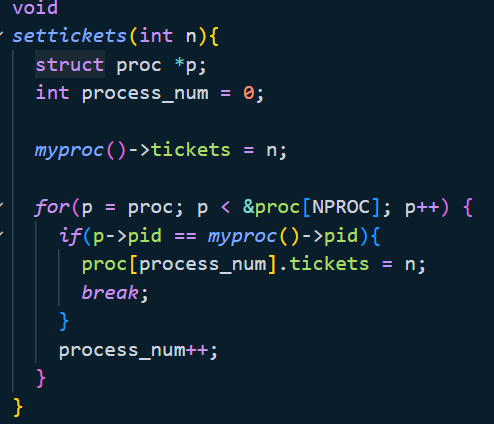 void
settickets(int n){
  struct proc *p;
  int process_num = 0;

  myproc()->tickets = n;

  for(p = proc; p < &proc[NPROC]; p++) {
    if(p->pid == myproc()->pid){
      proc[process_num].tickets = n;
      break;
    }
    process_num++;
  }
}